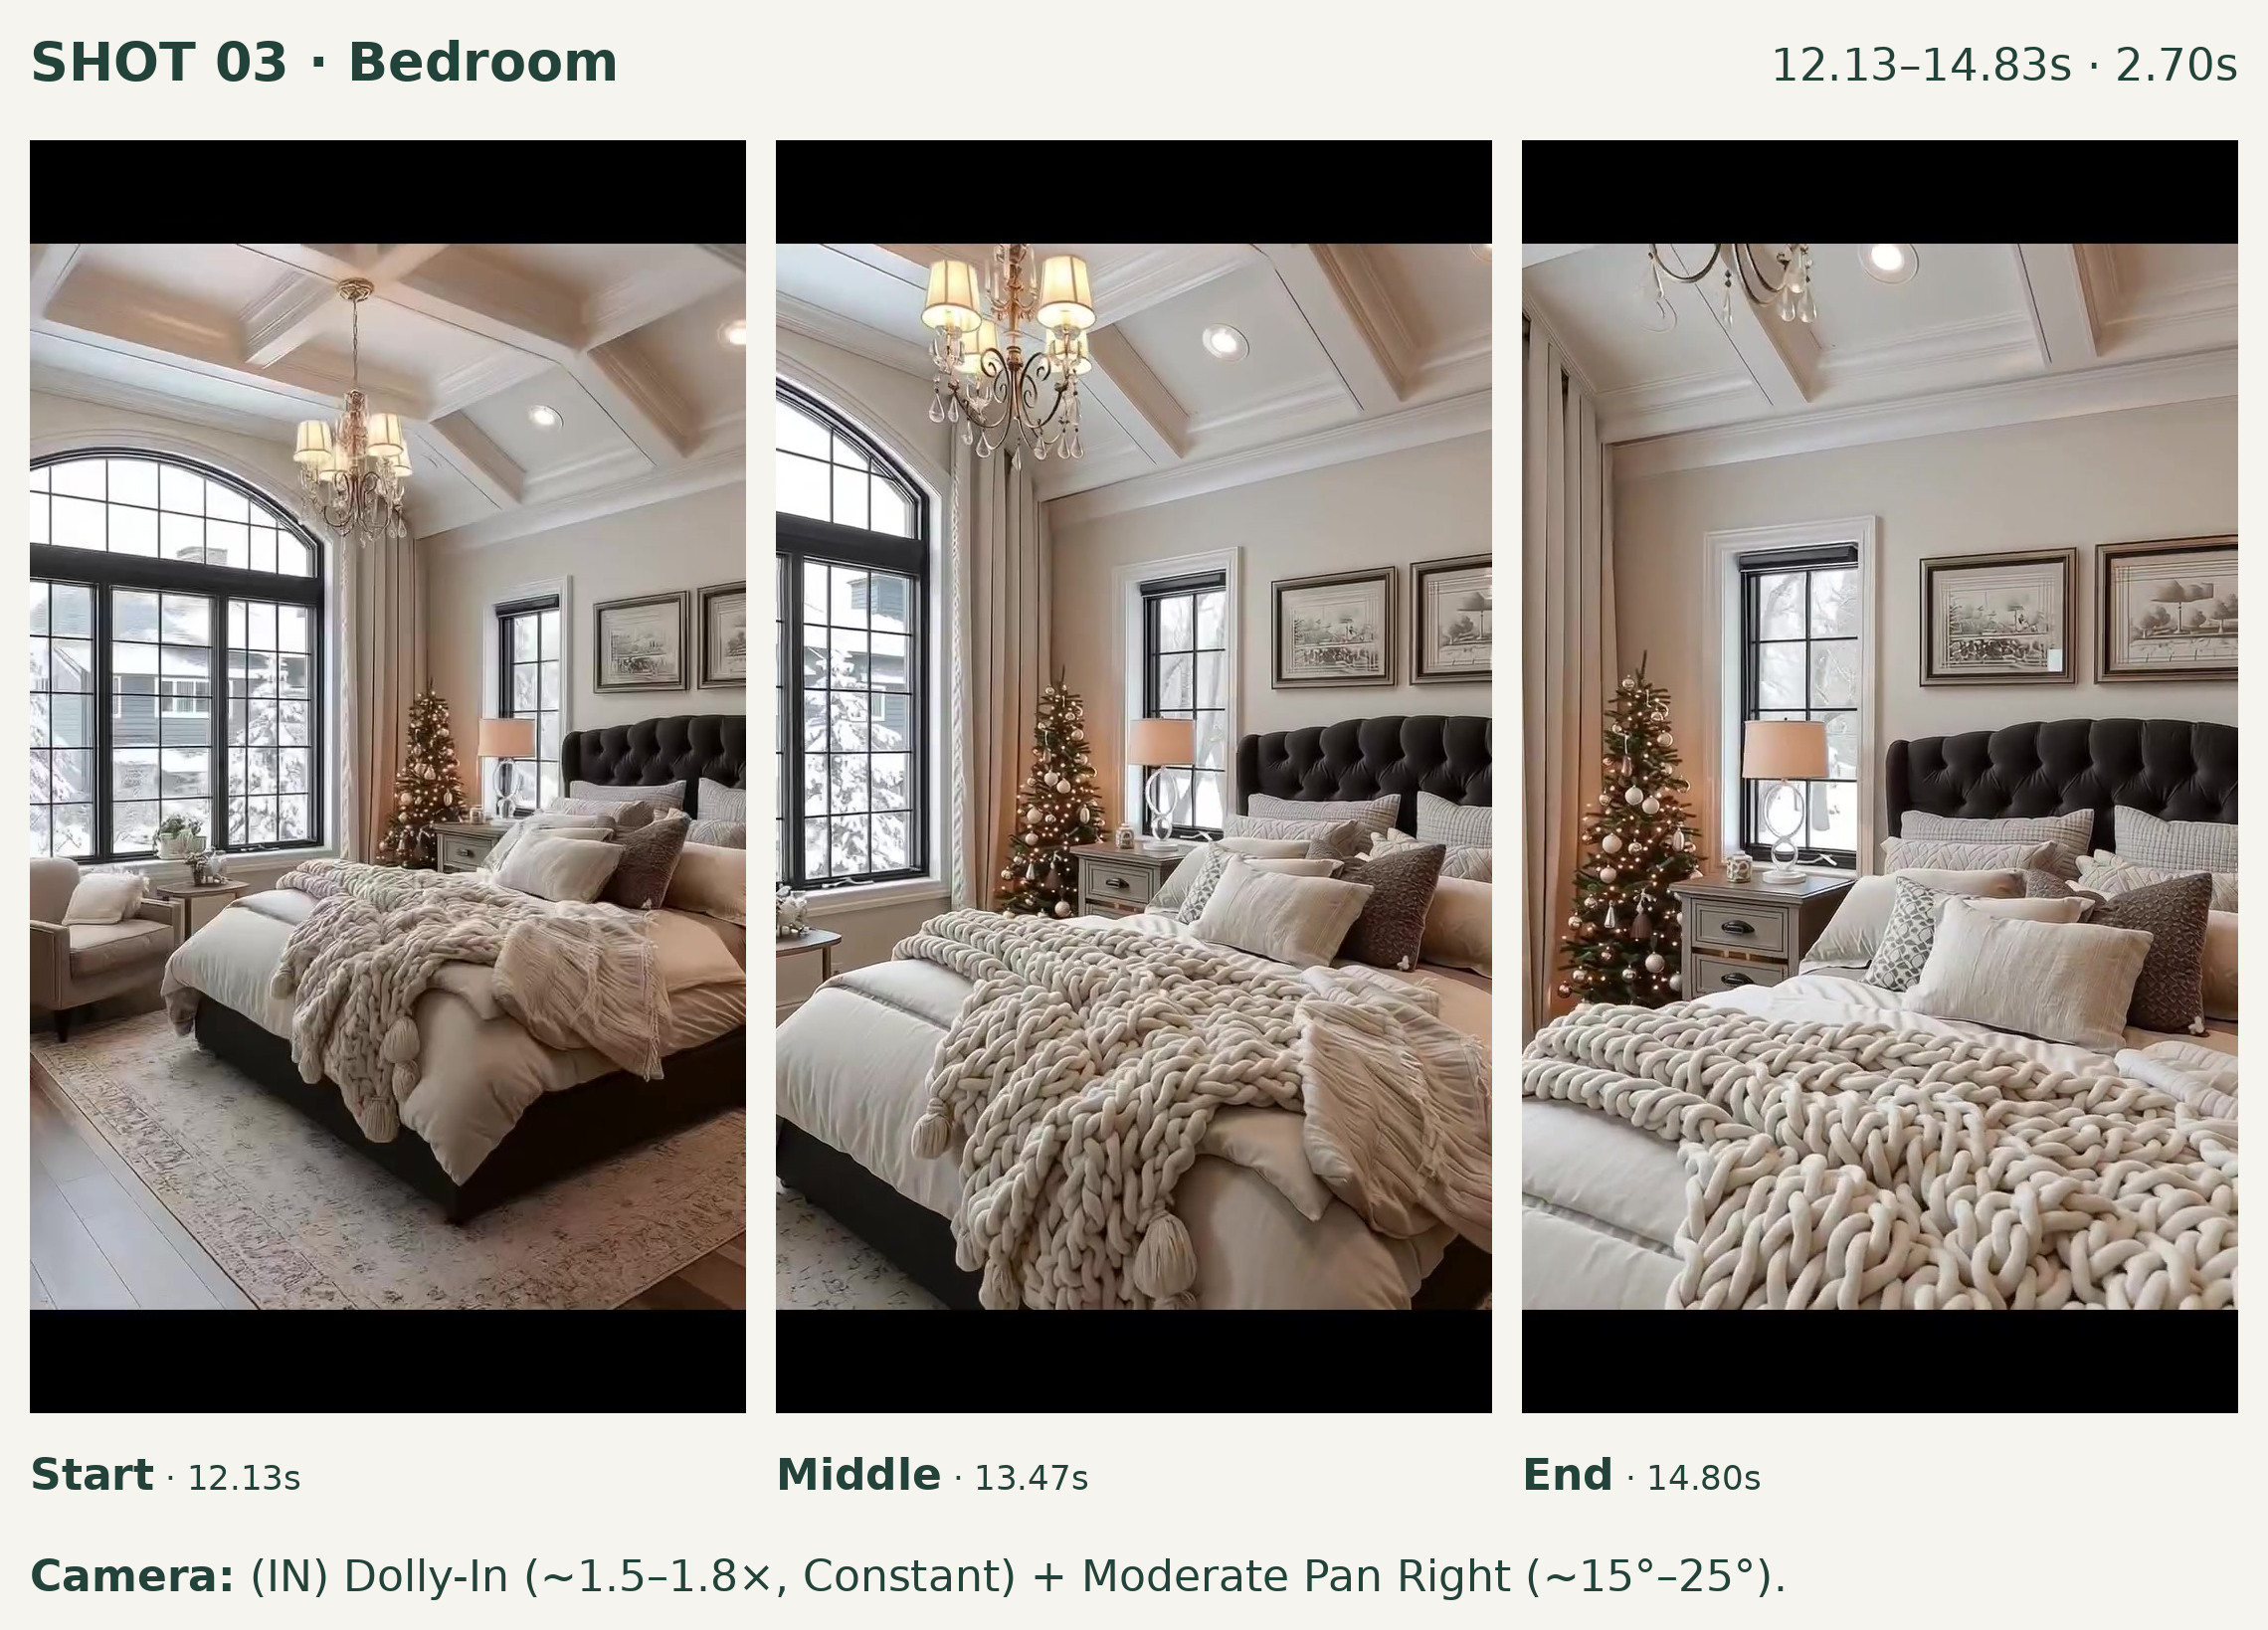 SHOT 03 · Bedroom
12.13–14.83s · 2.70s
Start · 12.13s
Middle · 13.47s
End · 14.80s
Camera: (IN) Dolly-In (~1.5–1.8×, Constant) + Moderate Pan Right (~15°–25°).